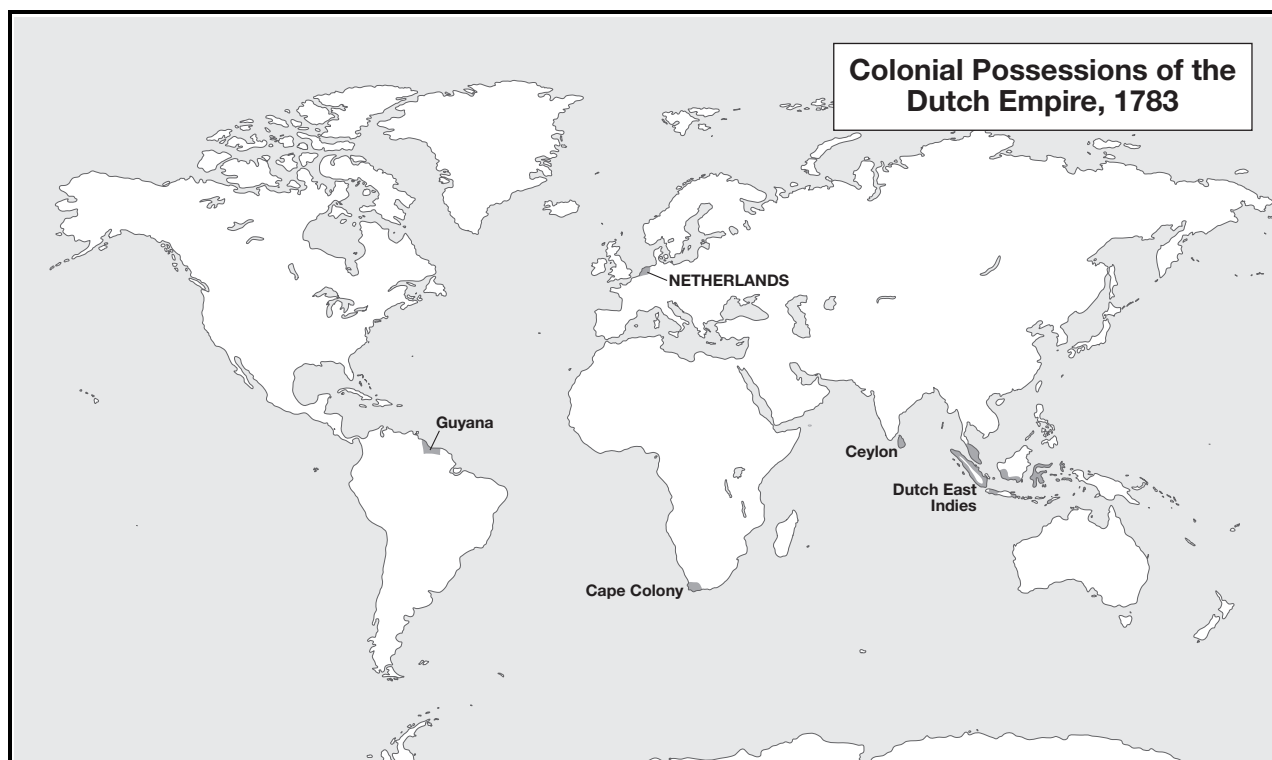 Colonial Possessions of the
Dutch Empire, 1783
NETHERLANDS
Guyana
Ceylon
Dutch East
Indies
Cape Colony